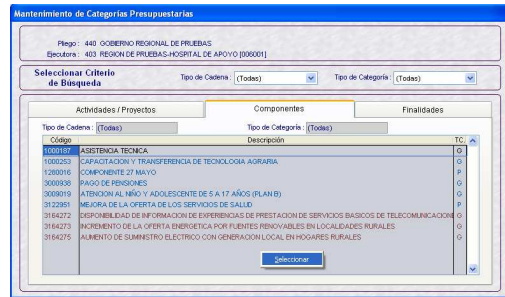 Mantenimiento de Categorías Presupuestarias
Pliego : 440 GOBIERNO REGIONAL DE PRUEBAS
Ejecutora : 403 REGION DE PRUEBAS-HOSPITAL DE APOYO [006001]
Seleccionar Criterio de Búsqueda
Tipo de Cadena : (Todas) Tipo de Categoría : (Todas)
Actividades / Proyectos Componentes Finalidades
Tipo de Cadena : (Todas) Tipo de Categoría : (Todas)
Código Descripción TC.
1000187 ASISTENCIA TECNICA G
1000253 CAPACITACION Y TRANSFERENCIA DE TECNOLOGIA AGRARIA G
1280016 COMPONENTE 27 MAYO P
3000938 PAGO DE PENSIONES G
3009019 ATENCION AL NIÑO Y ADOLESCENTE DE 5 A 17 AÑOS (PLAN B) G
3122951 MEJORA DE LA OFERTA DE LOS SERVICIOS DE SALUD P
3164272 DISPONIBILIDAD DE INFORMACION DE EXPERIENCIAS DE PRESTACION DE SERVICIOS BASICOS DE TELECOMUNICACIONE G
3164273 INCREMENTO DE LA OFERTA ENERGETICA POR FUENTES RENOVABLES EN LOCALIDADES RURALES G
3164275 AUMENTO DE SUMINISTRO ELECTRICO CON GENERACION LOCAL EN HOGARES RURALES G
Seleccionar